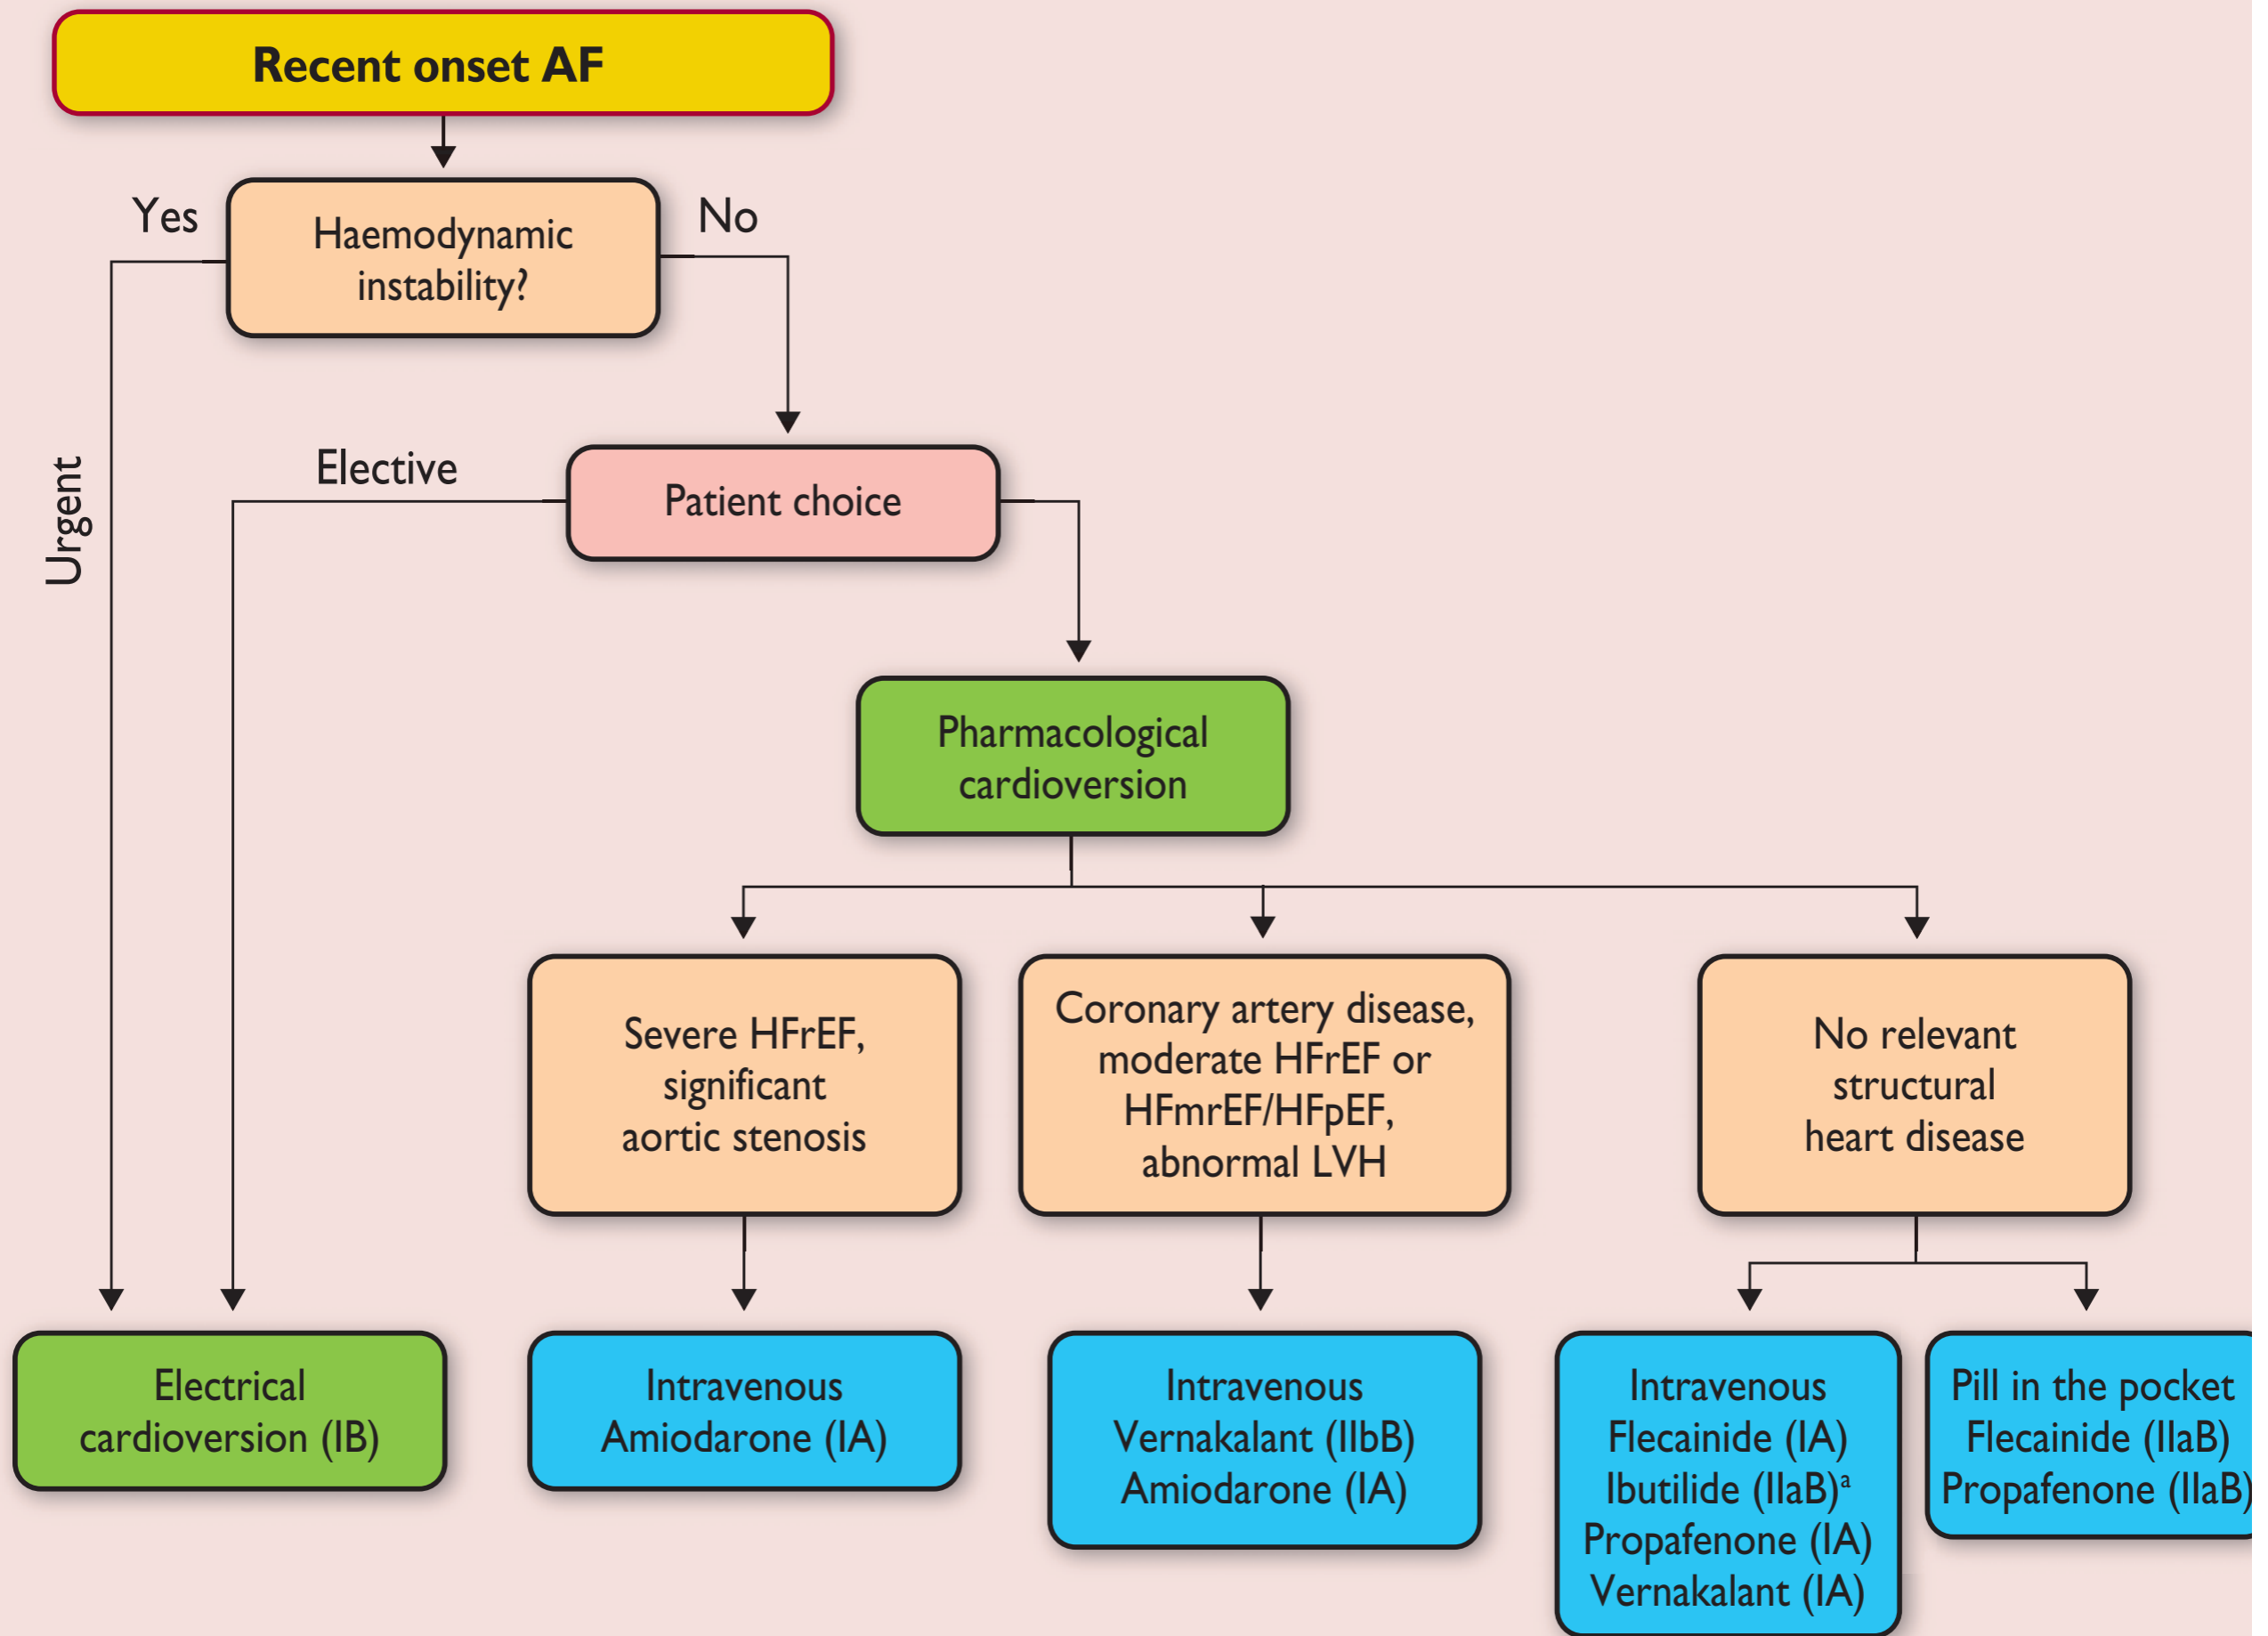 Recent onset AF
Yes
Haemodynamic
instability?
No
Urgent
Elective
Patient choice
Pharmacological
cardioversion
Severe HFrEF,
significant
aortic stenosis
Coronary artery disease,
moderate HFrEF or
HFmrEF/HFpEF,
abnormal LVH
No relevant
structural
heart disease
Electrical
cardioversion (IB)
Intravenous
Amiodarone (IA)
Intravenous
Vernakalant (IIbB)
Amiodarone (IA)
Intravenous
Flecainide (IA)
Ibutilide (IIaB)ᵃ
Propafenone (IA)
Vernakalant (IA)
Pill in the pocket
Flecainide (IIaB)
Propafenone (IIaB)